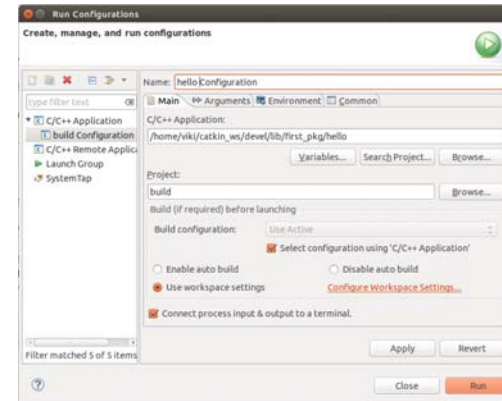 Run Configurations
Create, manage, and run configurations
Name: hello Configuration
type filter text
C/C++ Application
build Configuration
C/C++ Remote Applica
Launch Group
SystemTap
Filter matched 5 of 5 items
Main Arguments Environment Common
C/C++ Application:
/home/viki/catkin_ws/devel/lib/first_pkg/hello
Variables... Search Project... Browse...
Project:
build Browse...
Build (if required) before launching
Build configuration: Use Active
Select configuration using 'C/C++ Application'
Enable auto build Disable auto build
Use workspace settings Configure Workspace Settings...
Connect process input & output to a terminal.
Apply Revert
Close Run